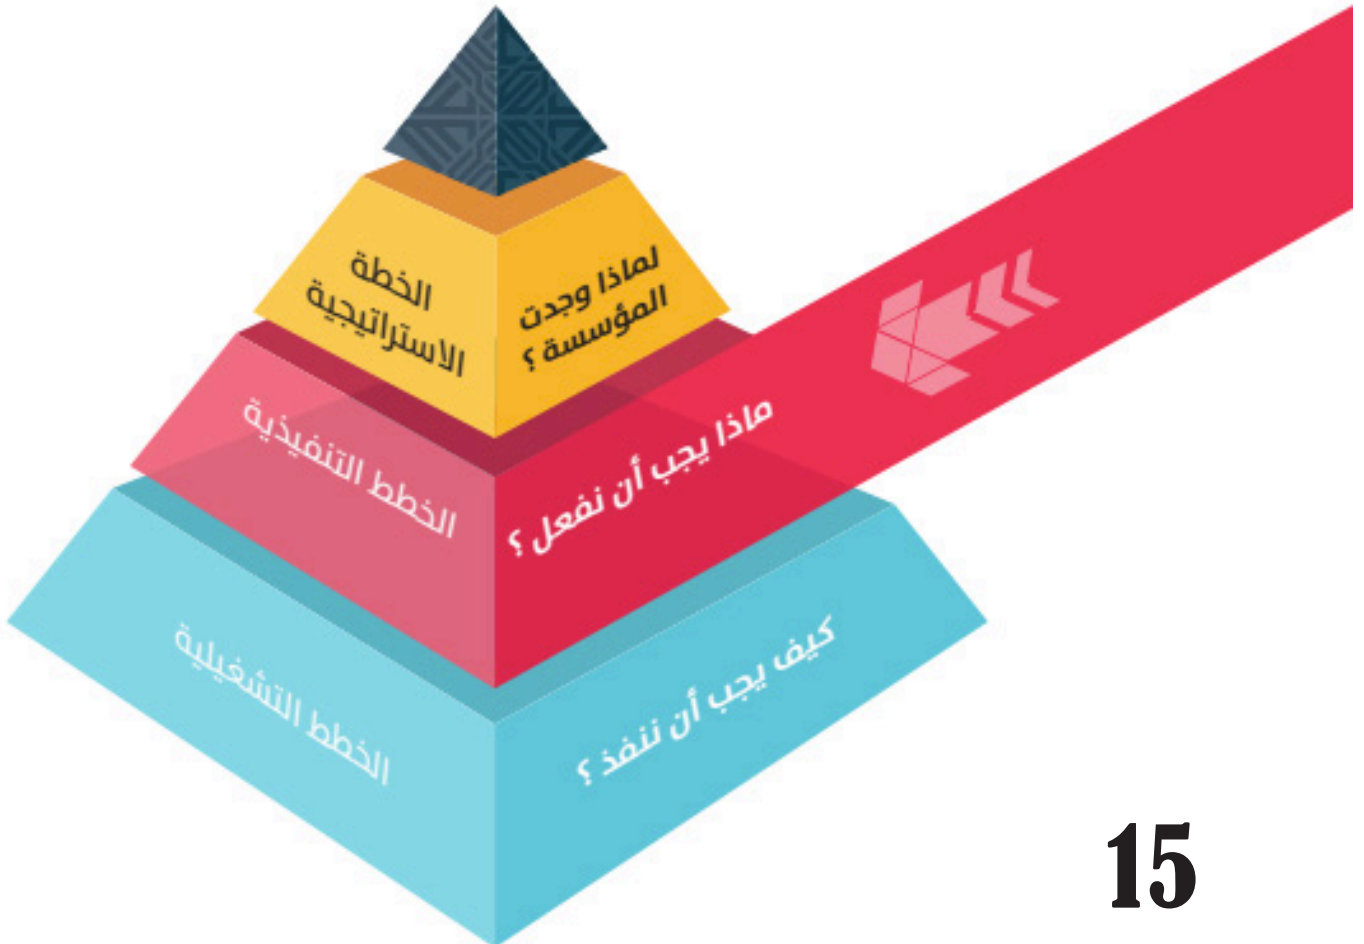 لماذا وجدت
المؤسسة ؟
الخطة
الاستراتيجية
ماذا يجب أن نفعل ؟
الخطط التنفيذية
كيف يجب أن ننفذ ؟
الخطط التشغيلية
15